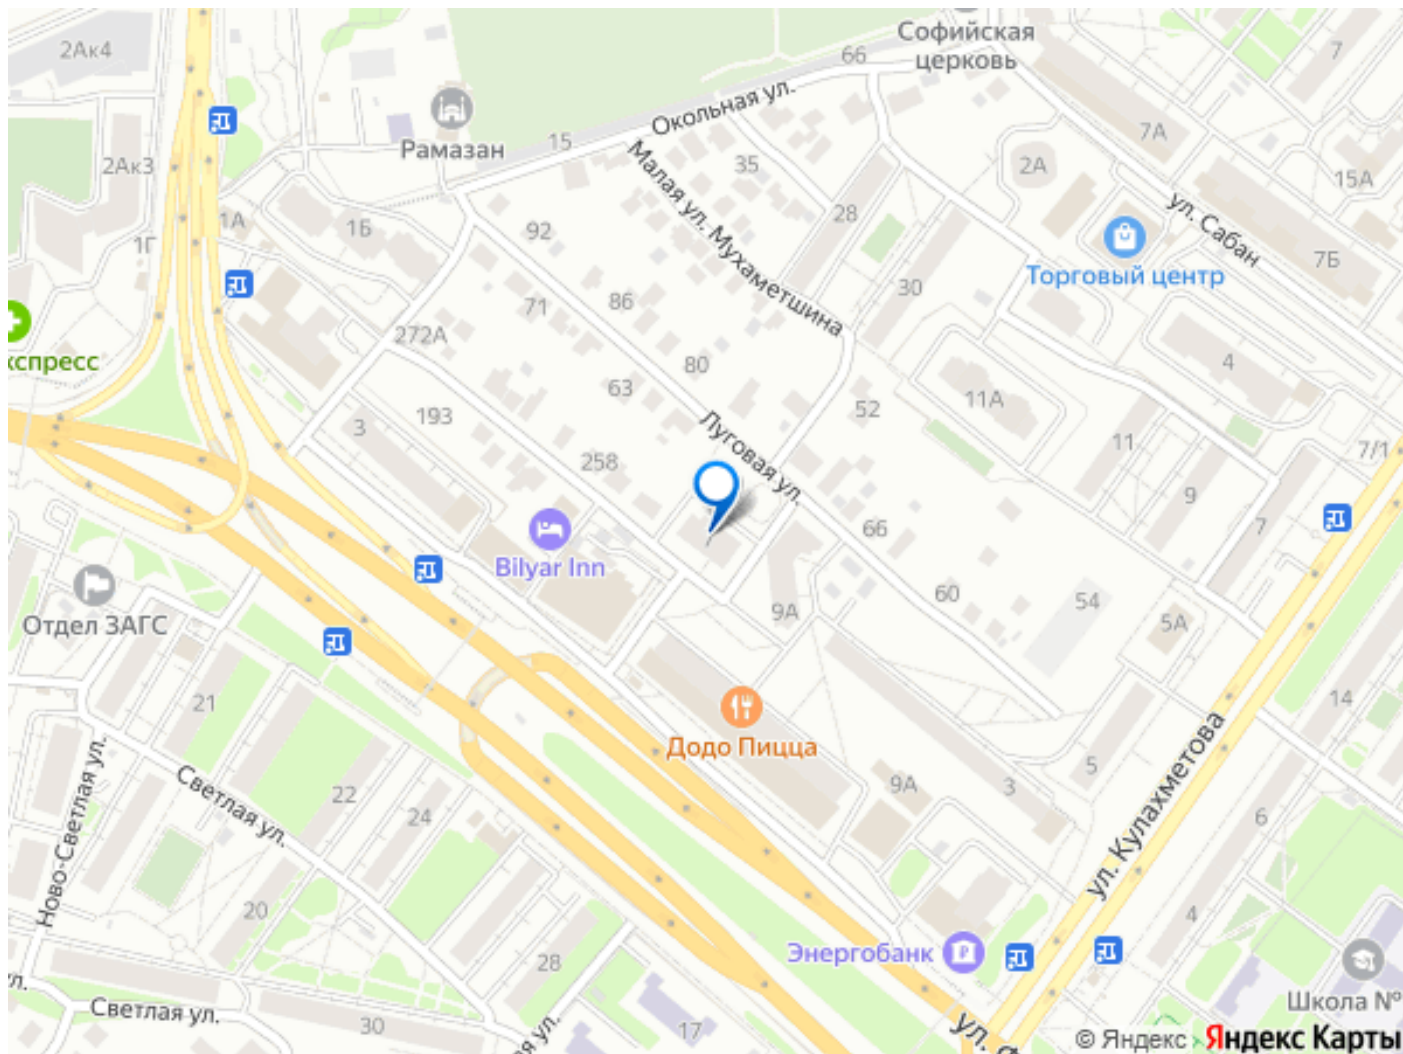 Софийская
церковь
66
7
2Ак4
Окольная ул.
7А
Рамазан
15
35
2А
15А
2Ак3
Малая ул. Мухаметшина
ул. Сабан
28
1А
1Б
92
1Г
7Б
Торговый центр
30
86
71
272А
кспресс
80
4
63
52
11А
193
3
Луговая ул.
11
7/1
258
9
66
7
7
Bilyar Inn
Отдел ЗАГС
9А
60
54
5А
21
14
Додо Пицца
Ново-Светлая ул.
Светлая ул.
22
24
9А
3
5
ул. Кулахметова
6
20
4
Энергобанк
28
ул.
Светлая ул.
30
ул.
17
ул.
Школа №
© Яндекс
Яндекс Карты